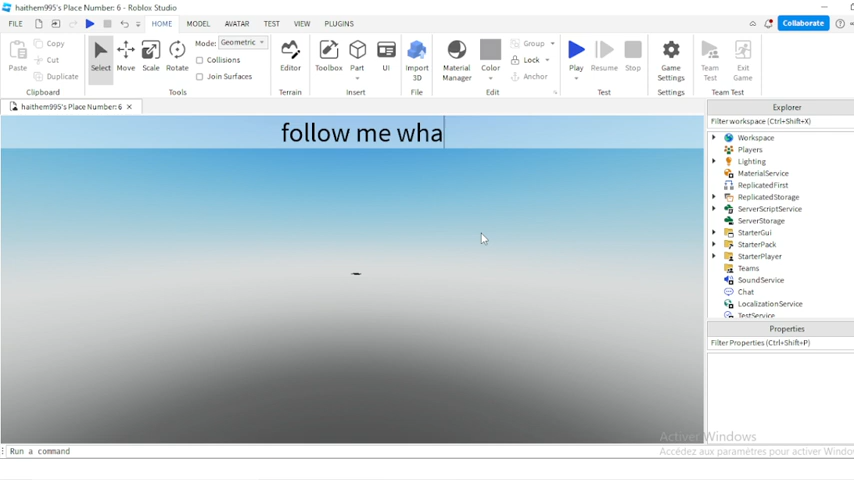 haithem995's Place Number: 6 - Roblox Studio
FILE HOME MODEL AVATAR TEST VIEW PLUGINS Collaborate
Paste Copy Cut Duplicate
Clipboard
Select Move Scale Rotate
Mode: Geometric
Collisions
Join Surfaces
Tools
Editor
Terrain
Toolbox Part UI
Insert
Import 3D
File
Material Manager Color
Group
Lock
Anchor
Edit
Play Resume Stop
Test
Game Settings
Settings
Team Test Exit Game
Team Test
haithem995's Place Number: 6
follow me wha
Explorer
Filter workspace (Ctrl+Shift+X)
Workspace
Players
Lighting
MaterialService
ReplicatedFirst
ReplicatedStorage
ServerScriptService
ServerStorage
StarterGui
StarterPack
StarterPlayer
Teams
SoundService
Chat
LocalizationService
TestService
Properties
Filter Properties (Ctrl+Shift+P)
Activer Windows
Accédez aux paramètres pour activer Windo
Run a command